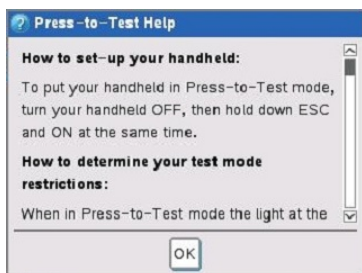 Press-to-Test Help
How to set-up your handheld:
To put your handheld in Press-to-Test mode,
turn your handheld OFF, then hold down ESC
and ON at the same time.
How to determine your test mode
restrictions:
When in Press-to-Test mode the light at the
OK